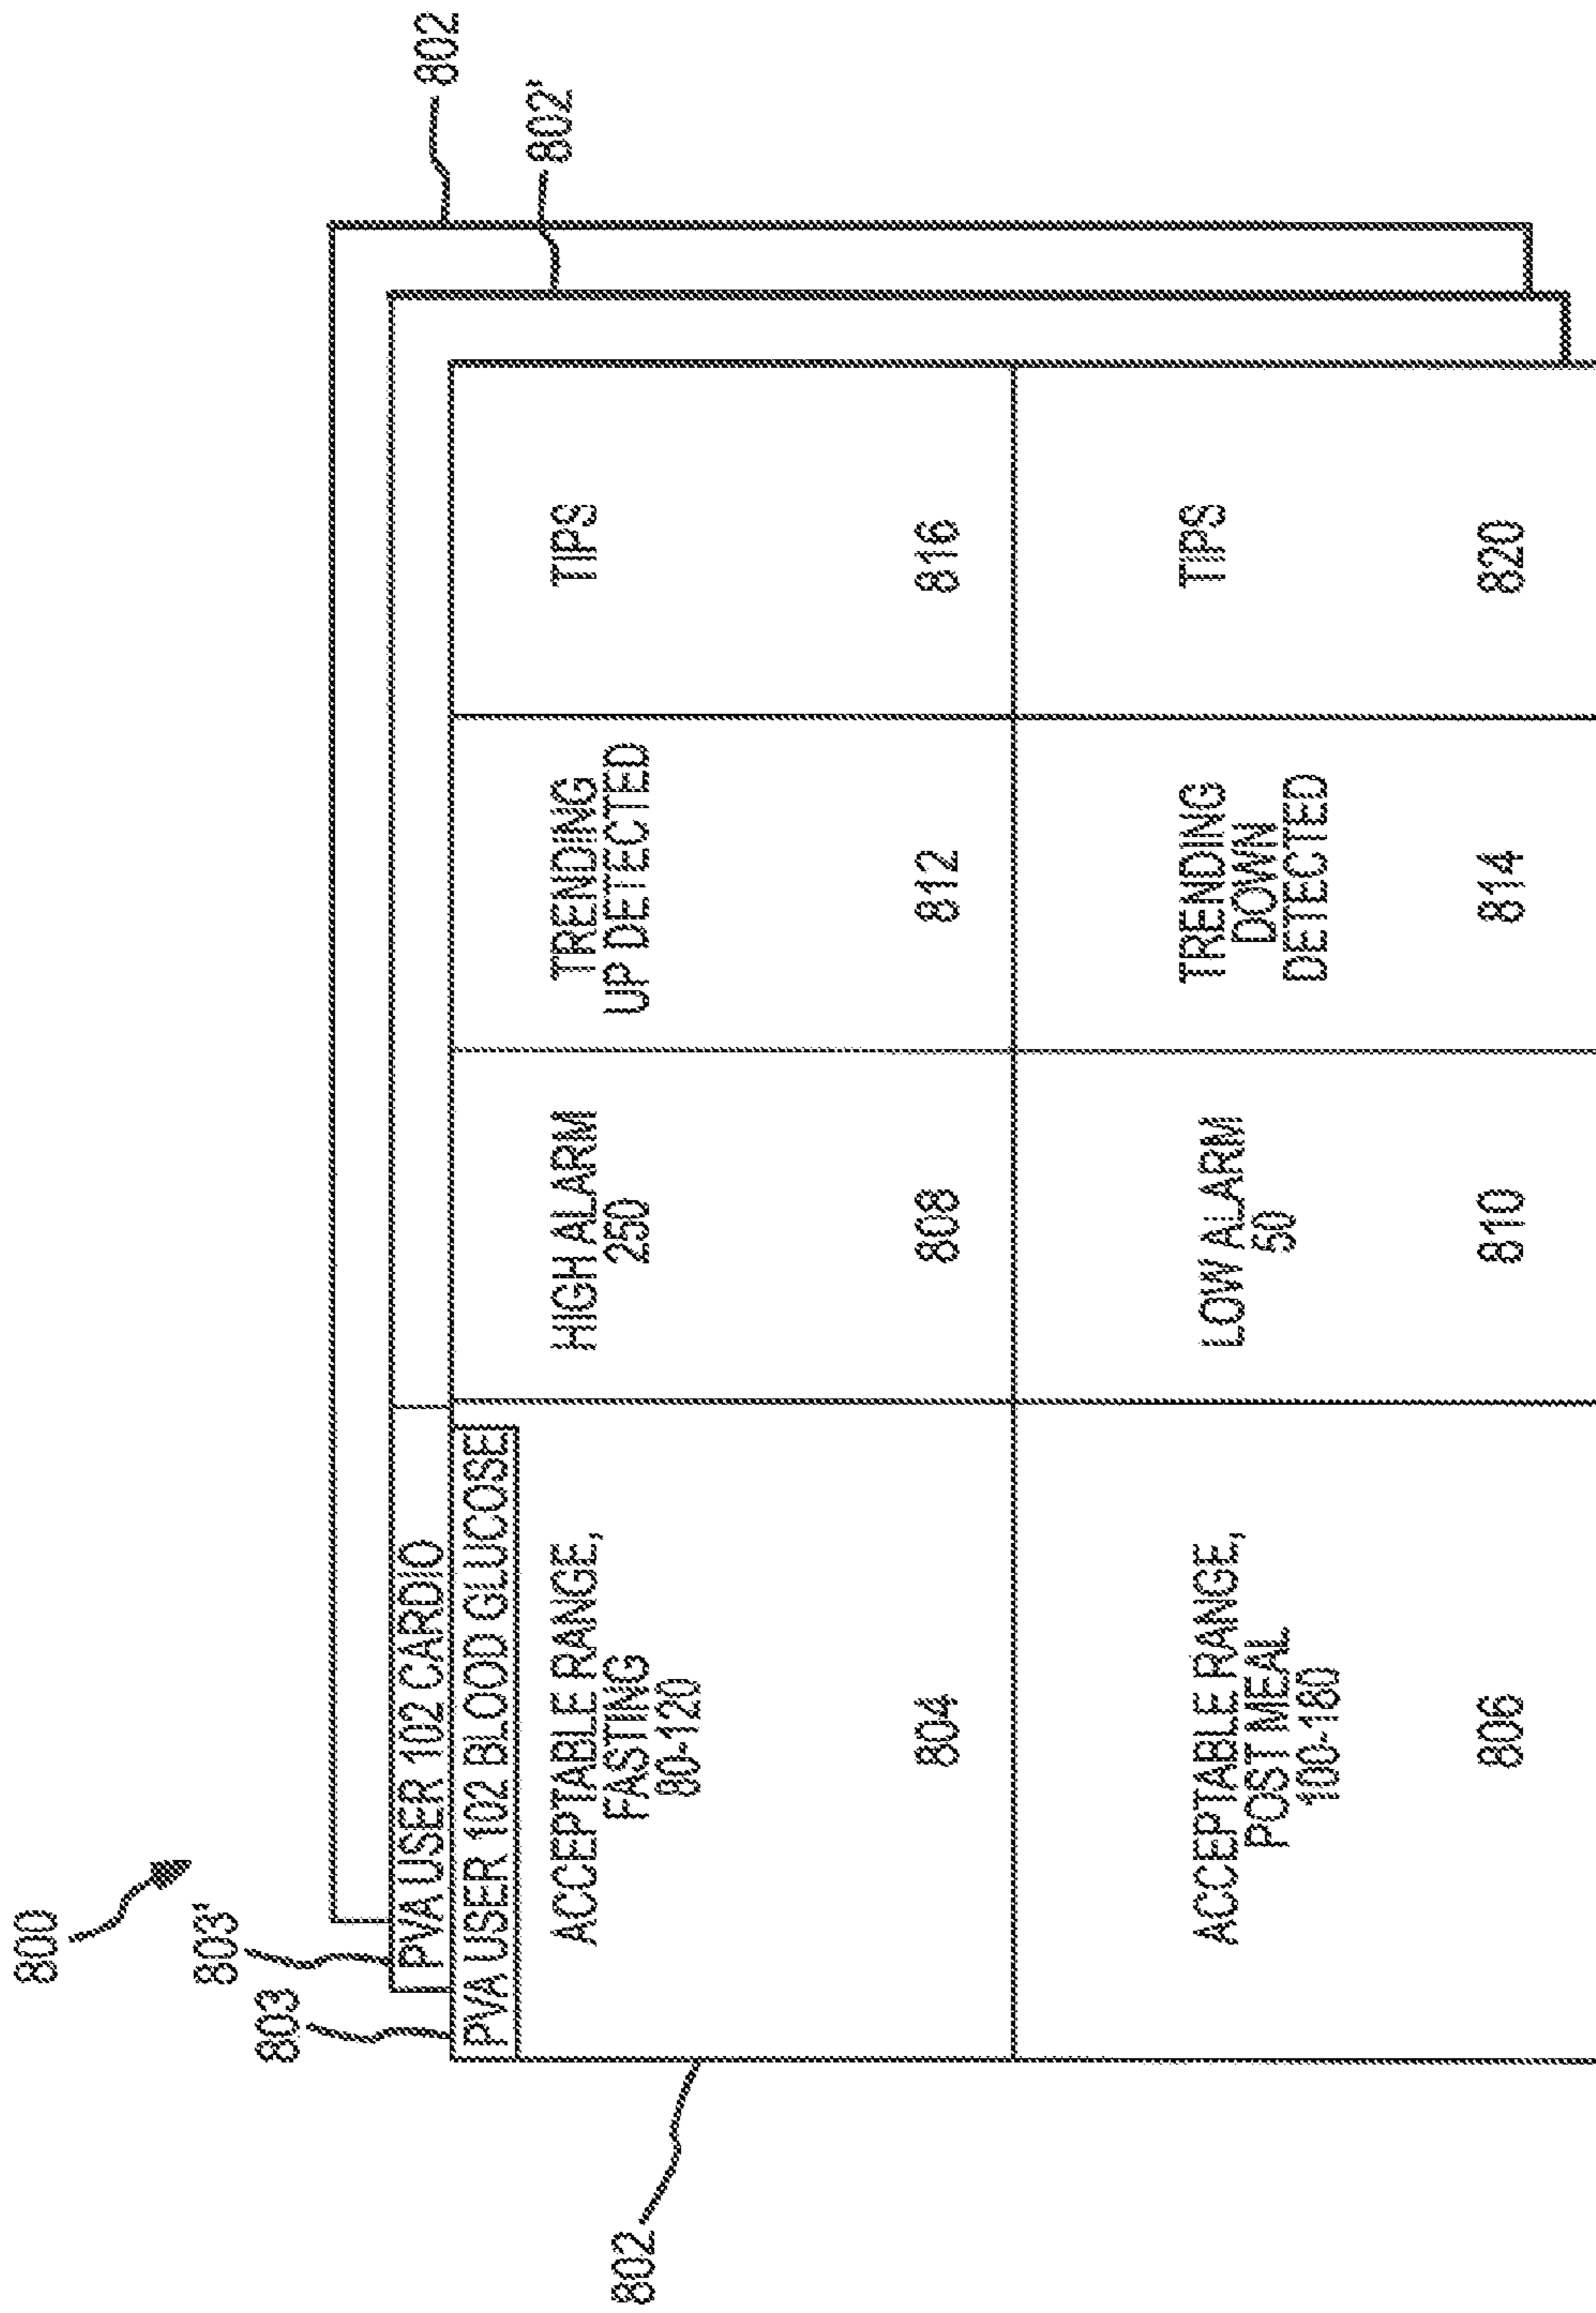 800
803'
803
802
802'
802
PVA USER 102 CARDIO
PVA USER 102 BLOOD GLUCOSE
ACCEPTABLE RANGE,
FASTING
80-120
804
HIGH ALARM
250
808
TRENDING
UP DETECTED
812
TIPS
816
ACCEPTABLE RANGE,
POST MEAL
100-180
806
LOW ALARM
50
810
TRENDING
DOWN
DETECTED
814
TIPS
820